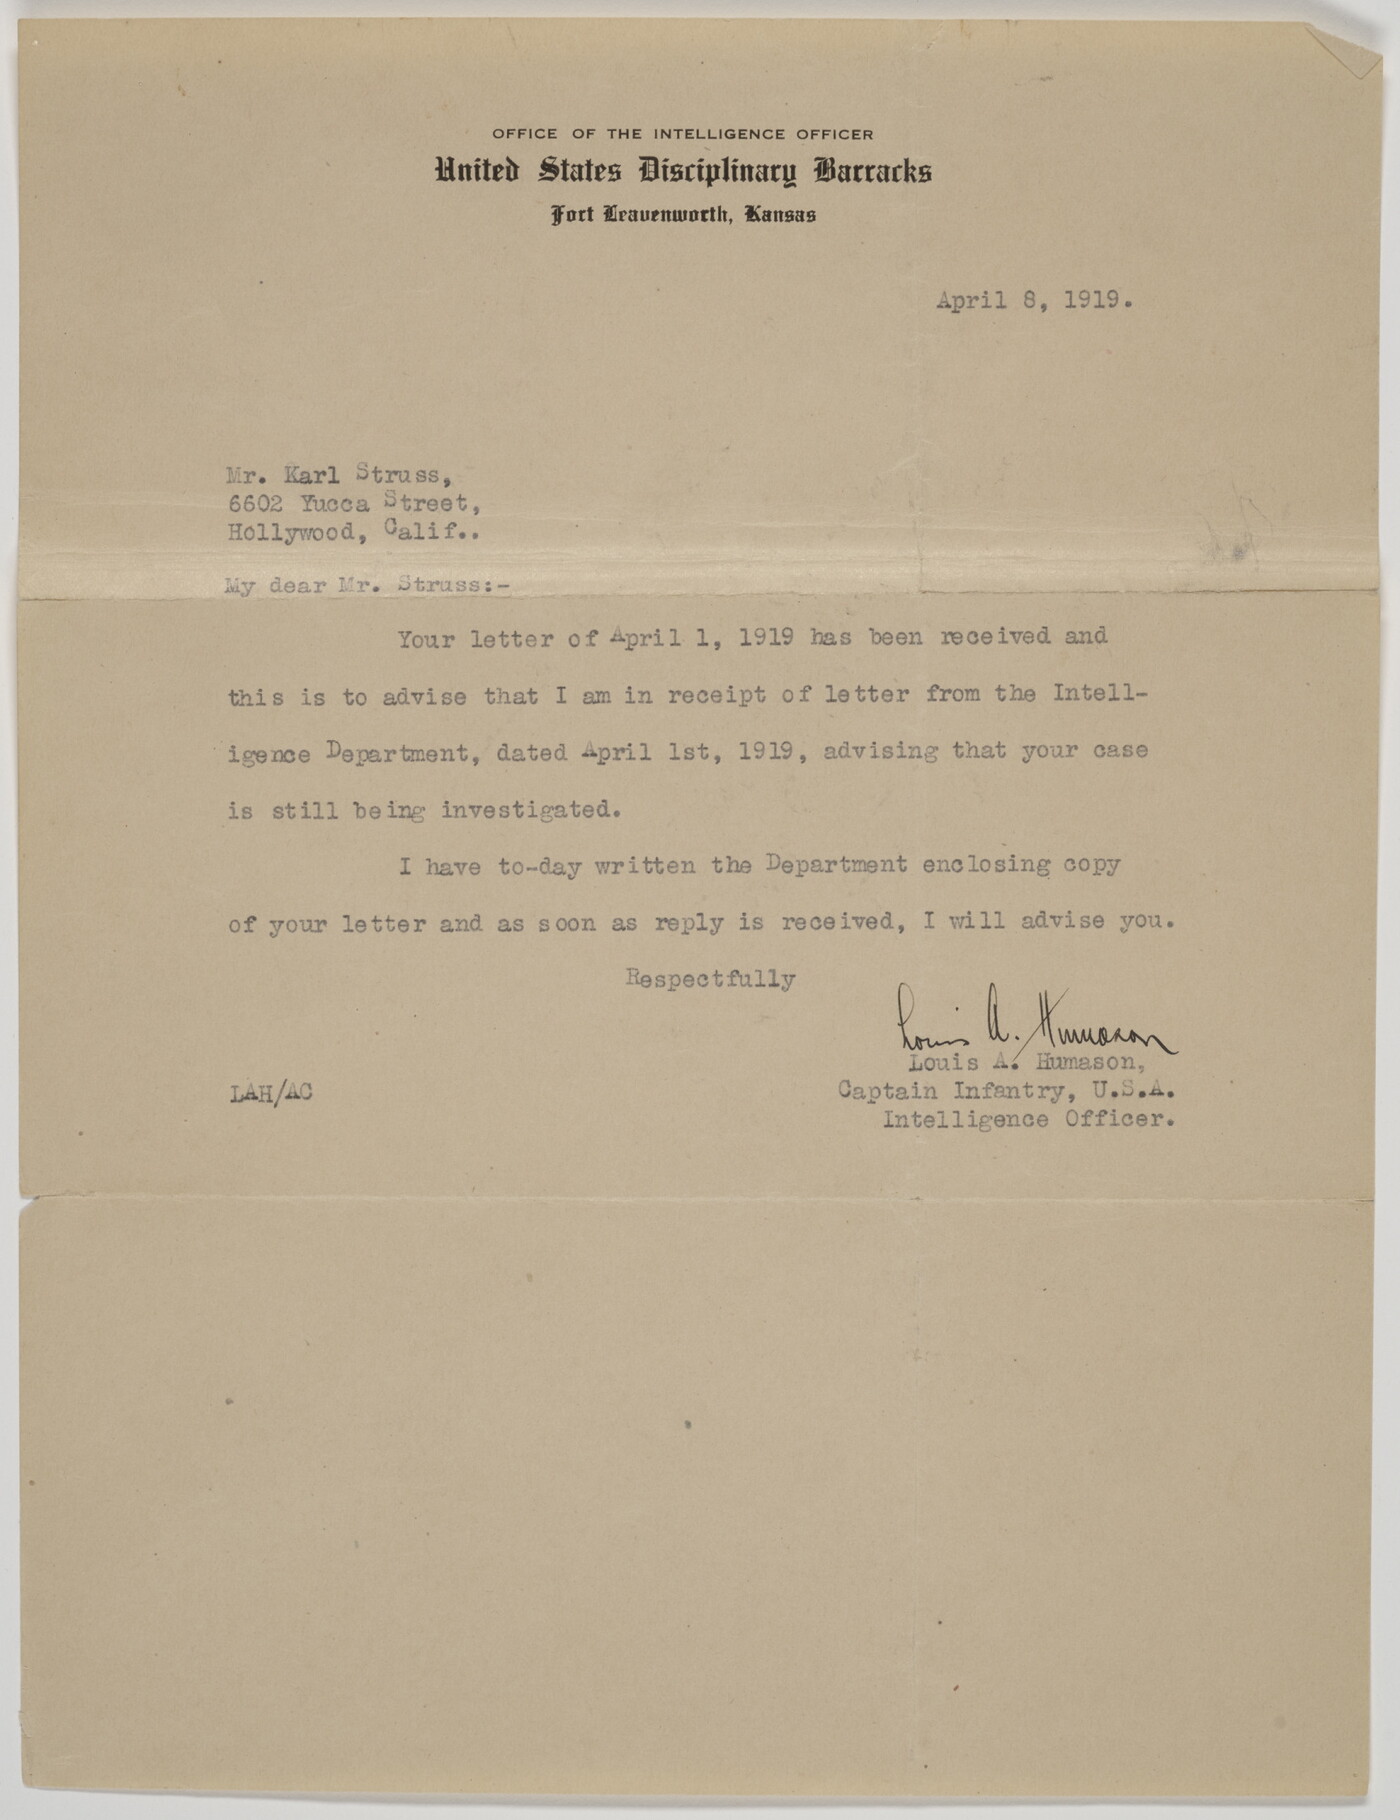 OFFICE OF THE INTELLIGENCE OFFICER
United States Disciplinary Barracks
Fort Leavenworth, Kansas
April 8, 1919.
Mr. Karl Struss,
6602 Yucca Street,
Hollywood, Calif..
My dear Mr. Struss:-
Your letter of April 1, 1919 has been received and
this is to advise that I am in receipt of letter from the Intell-
igence Department, dated April 1st, 1919, advising that your case
is still being investigated.
I have to-day written the Department enclosing copy
of your letter and as soon as reply is received, I will advise you.
Respectfully
Louis A. Humason
Louis A. Humason,
LAH/AC
Captain Infantry, U.S.A.
Intelligence Officer.